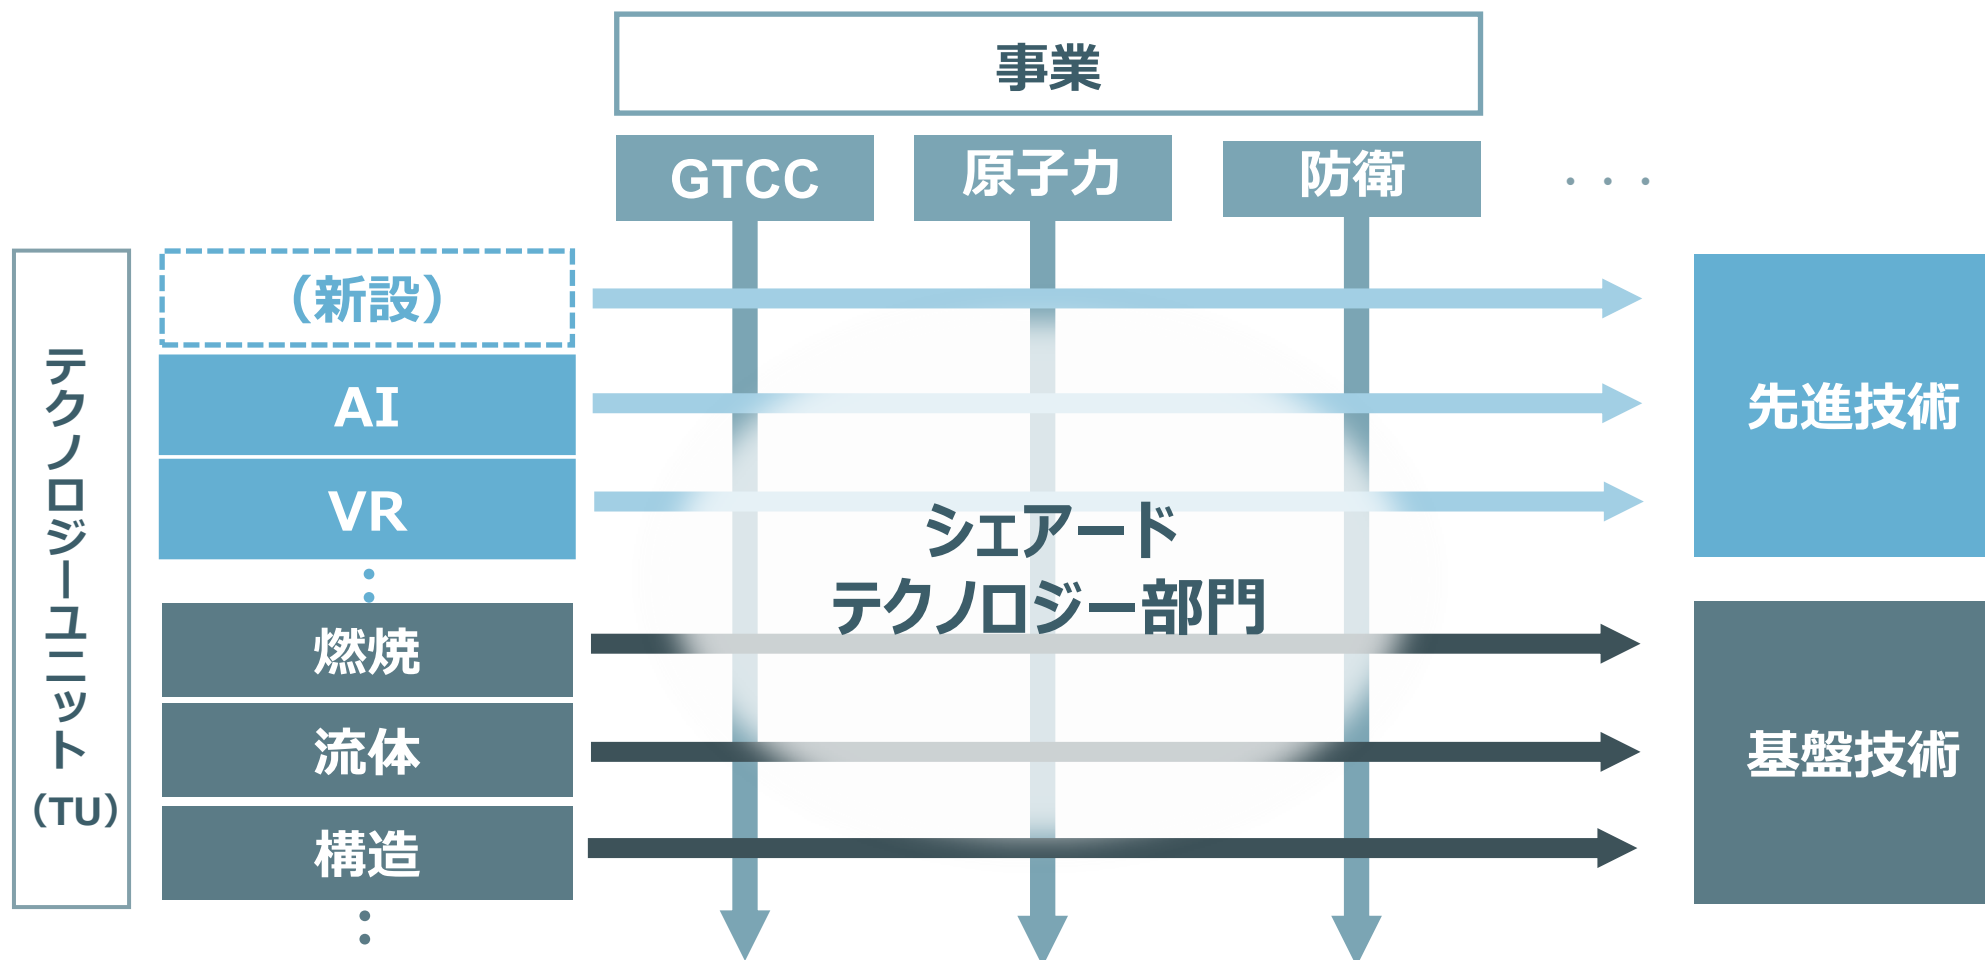 事業
GTCC
原子力
防衛
・・・
テクノロジーユニット
（TU）
（新設）
AI
VR
燃焼
流体
構造
シェアード
テクノロジー部門
先進技術
基盤技術